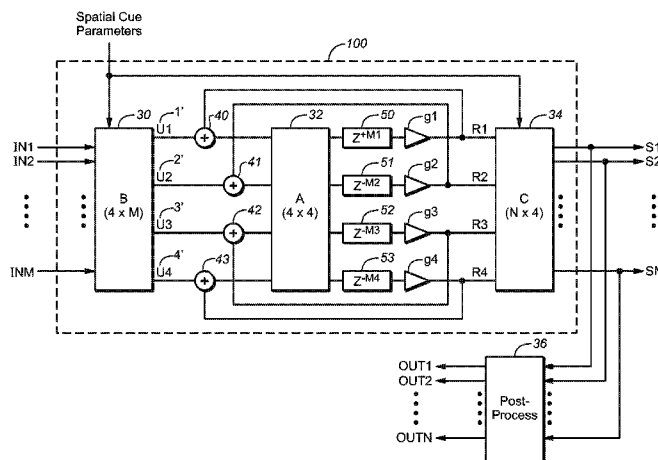 Spatial Cue
Parameters
100
30
1'
40
32
50
g1
34
U1
+
Z+M1
R1
IN1
S1
IN2
2'
41
51
g2
S2
U2
+
Z-M2
R2
B
(4 x M)
A
(4 x 4)
C
(N x 4)
3'
42
52
g3
U3
+
Z-M3
R3
4'
43
53
g4
INM
U4
+
Z-M4
R4
SN
36
OUT1
OUT2
Post-
Process
OUTN